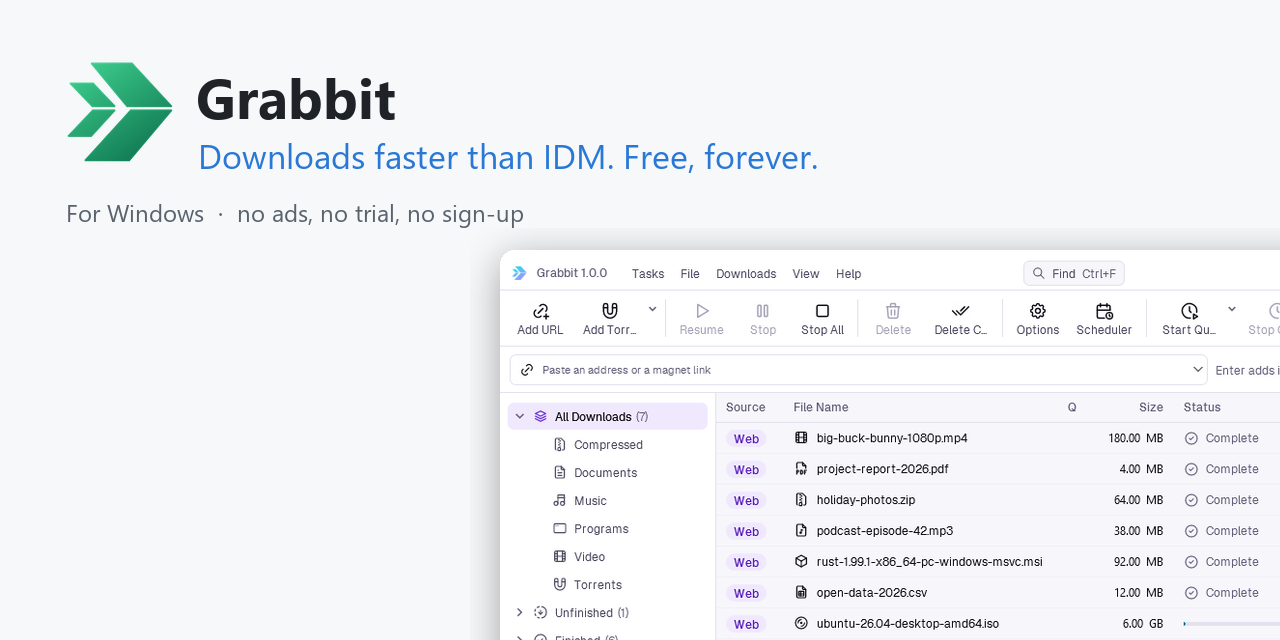 Grabbit
Downloads faster than IDM. Free, forever.
For Windows · no ads, no trial, no sign-up
Grabbit 1.0.0 Tasks File Downloads View Help Find Ctrl+F
Add URL Add Torr... Resume Stop Stop All Delete Delete C... Options Scheduler Start Qu... Stop
Paste an address or a magnet link Enter adds
All Downloads (7)
Compressed
Documents
Music
Programs
Video
Torrents
Unfinished (1)
Finished (6)
Source File Name Q Size Status
Web big-buck-bunny-1080p.mp4 180.00 MB Complete
Web project-report-2026.pdf 4.00 MB Complete
Web holiday-photos.zip 64.00 MB Complete
Web podcast-episode-42.mp3 38.00 MB Complete
Web rust-1.99.1-x86_64-pc-windows-msvc.msi 92.00 MB Complete
Web open-data-2026.csv 12.00 MB Complete
Web ubuntu-26.04-desktop-amd64.iso 6.00 GB